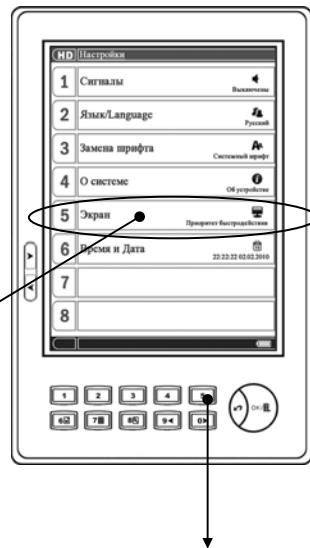 HD Настройки
1 Сигналы
Выключены
2 Язык/Language
Русский
3 Замена шрифта
Системный шрифт
4 О системе
Об устройстве
5 Экран
Приоритет быстродействия
6 Время и Дата
22:22:22 02.02.2010
7
8
1 2 3 4 5
6 7 8 9 0
OK/